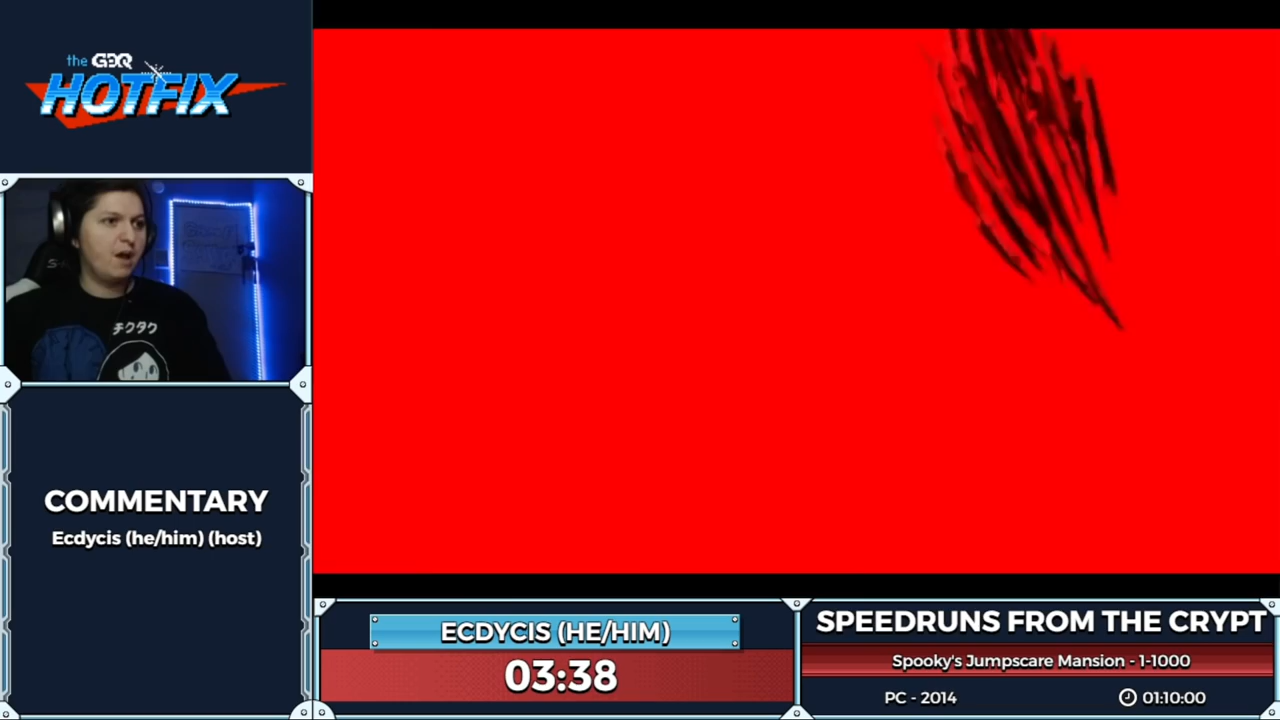 the GDQ
HOTFIX
チクタク
COMMENTARY
Ecdycis (he/him) (host)
ECDYCIS (HE/HIM)
03:38
SPEEDRUNS FROM THE CRYPT
Spooky's Jumpscare Mansion - 1-1000
PC - 2014
01:10:00